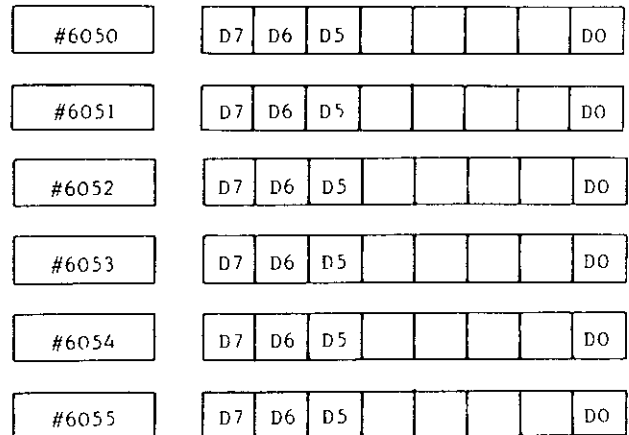 #6050 D7 D6 D5 D0
#6051 D7 D6 D5 D0
#6052 D7 D6 D5 D0
#6053 D7 D6 D5 D0
#6054 D7 D6 D5 D0
#6055 D7 D6 D5 D0